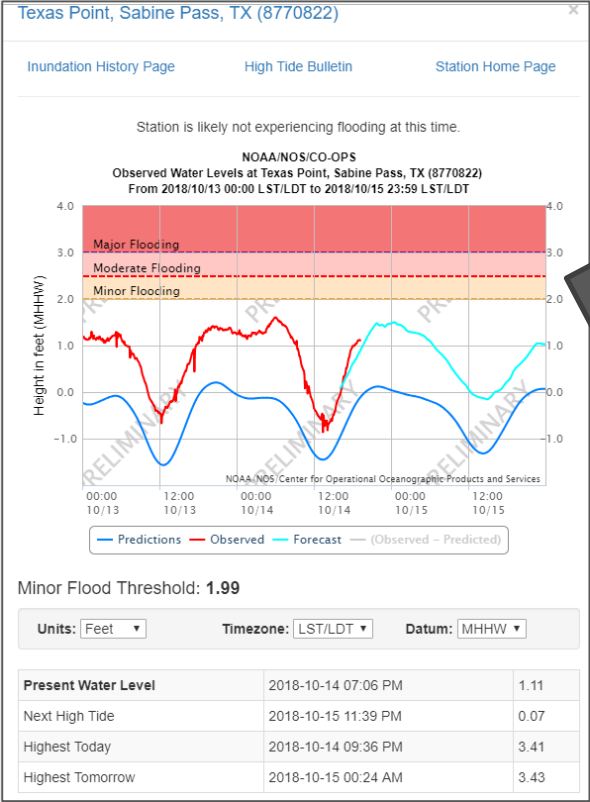 Texas Point, Sabine Pass, TX (8770822) ×
Inundation History Page High Tide Bulletin Station Home Page
Station is likely not experiencing flooding at this time.
NOAA/NOS/CO-OPS
Observed Water Levels at Texas Point, Sabine Pass, TX (8770822)
From 2018/10/13 00:00 LST/LDT to 2018/10/15 23:59 LST/LDT
Height in feet (MHHW)
4.0 4.0
Major Flooding
3.0 3.0
Moderate Flooding
Minor Flooding
2.0 2.0
1.0 1.0
0.0 0.0
-1.0 -1.0
PRELIMINARY PRELIMINARY PRELIMINARY
PR PR PR
NOAA/NOS/Center for Operational Oceanographic Products and Services
00:00 12:00 00:00 12:00 00:00 12:00
10/13 10/13 10/14 10/14 10/15 10/15
Predictions Observed Forecast (Observed - Predicted)
Minor Flood Threshold: 1.99
Units: Feet Timezone: LST/LDT Datum: MHHW
Present Water Level 2018-10-14 07:06 PM 1.11
Next High Tide 2018-10-15 11:39 PM 0.07
Highest Today 2018-10-14 09:36 PM 3.41
Highest Tomorrow 2018-10-15 00:24 AM 3.43